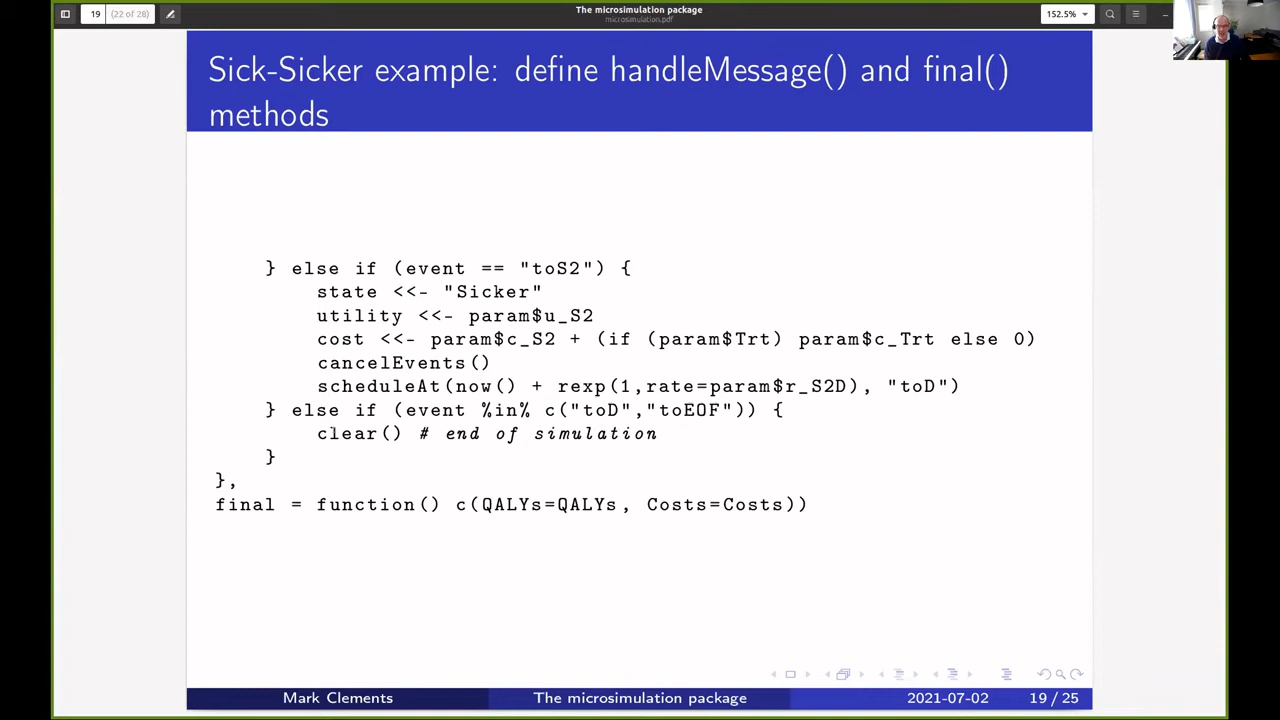 19 (22 of 28)
The microsimulation package
microsimulation.pdf
152.5%
Sick-Sicker example: define handleMessage() and final()
methods
} else if (event == "toS2") {
state <<- "Sicker"
utility <<- param$u_S2
cost <<- param$c_S2 + (if (param$Trt) param$c_Trt else 0)
cancelEvents()
scheduleAt(now() + rexp(1,rate=param$r_S2D), "toD")
} else if (event %in% c("toD","toEOF")) {
clear() # end of simulation
}
},
final = function() c(QALYs=QALYs, Costs=Costs))
Mark Clements The microsimulation package 2021-07-02 19 / 25